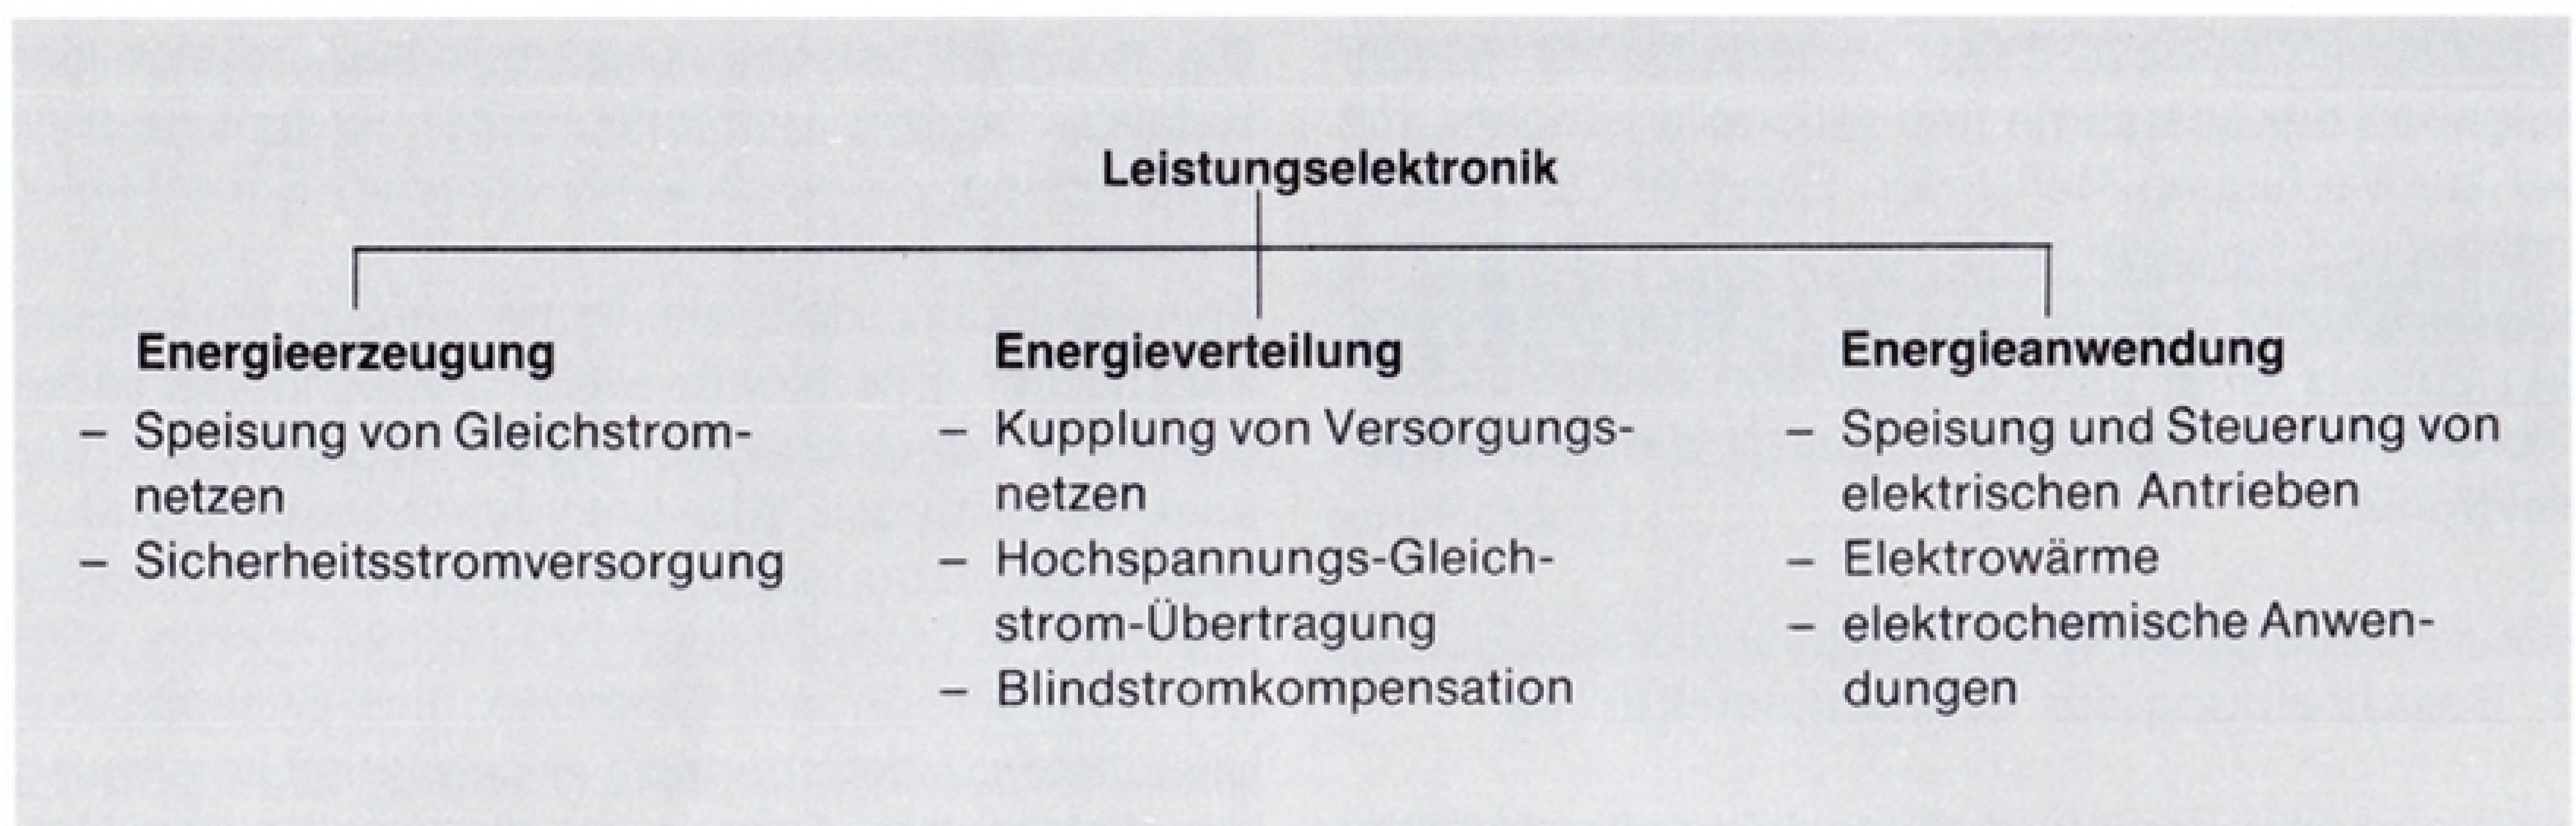 Leistungselektronik
Energieerzeugung
– Speisung von Gleichstrom-
netzen
– Sicherheitsstromversorgung
Energieverteilung
– Kupplung von Versorgungs-
netzen
– Hochspannungs-Gleich-
strom-Übertragung
– Blindstromkompensation
Energieanwendung
– Speisung und Steuerung von
elektrischen Antrieben
– Elektrowärme
– elektrochemische Anwen-
dungen